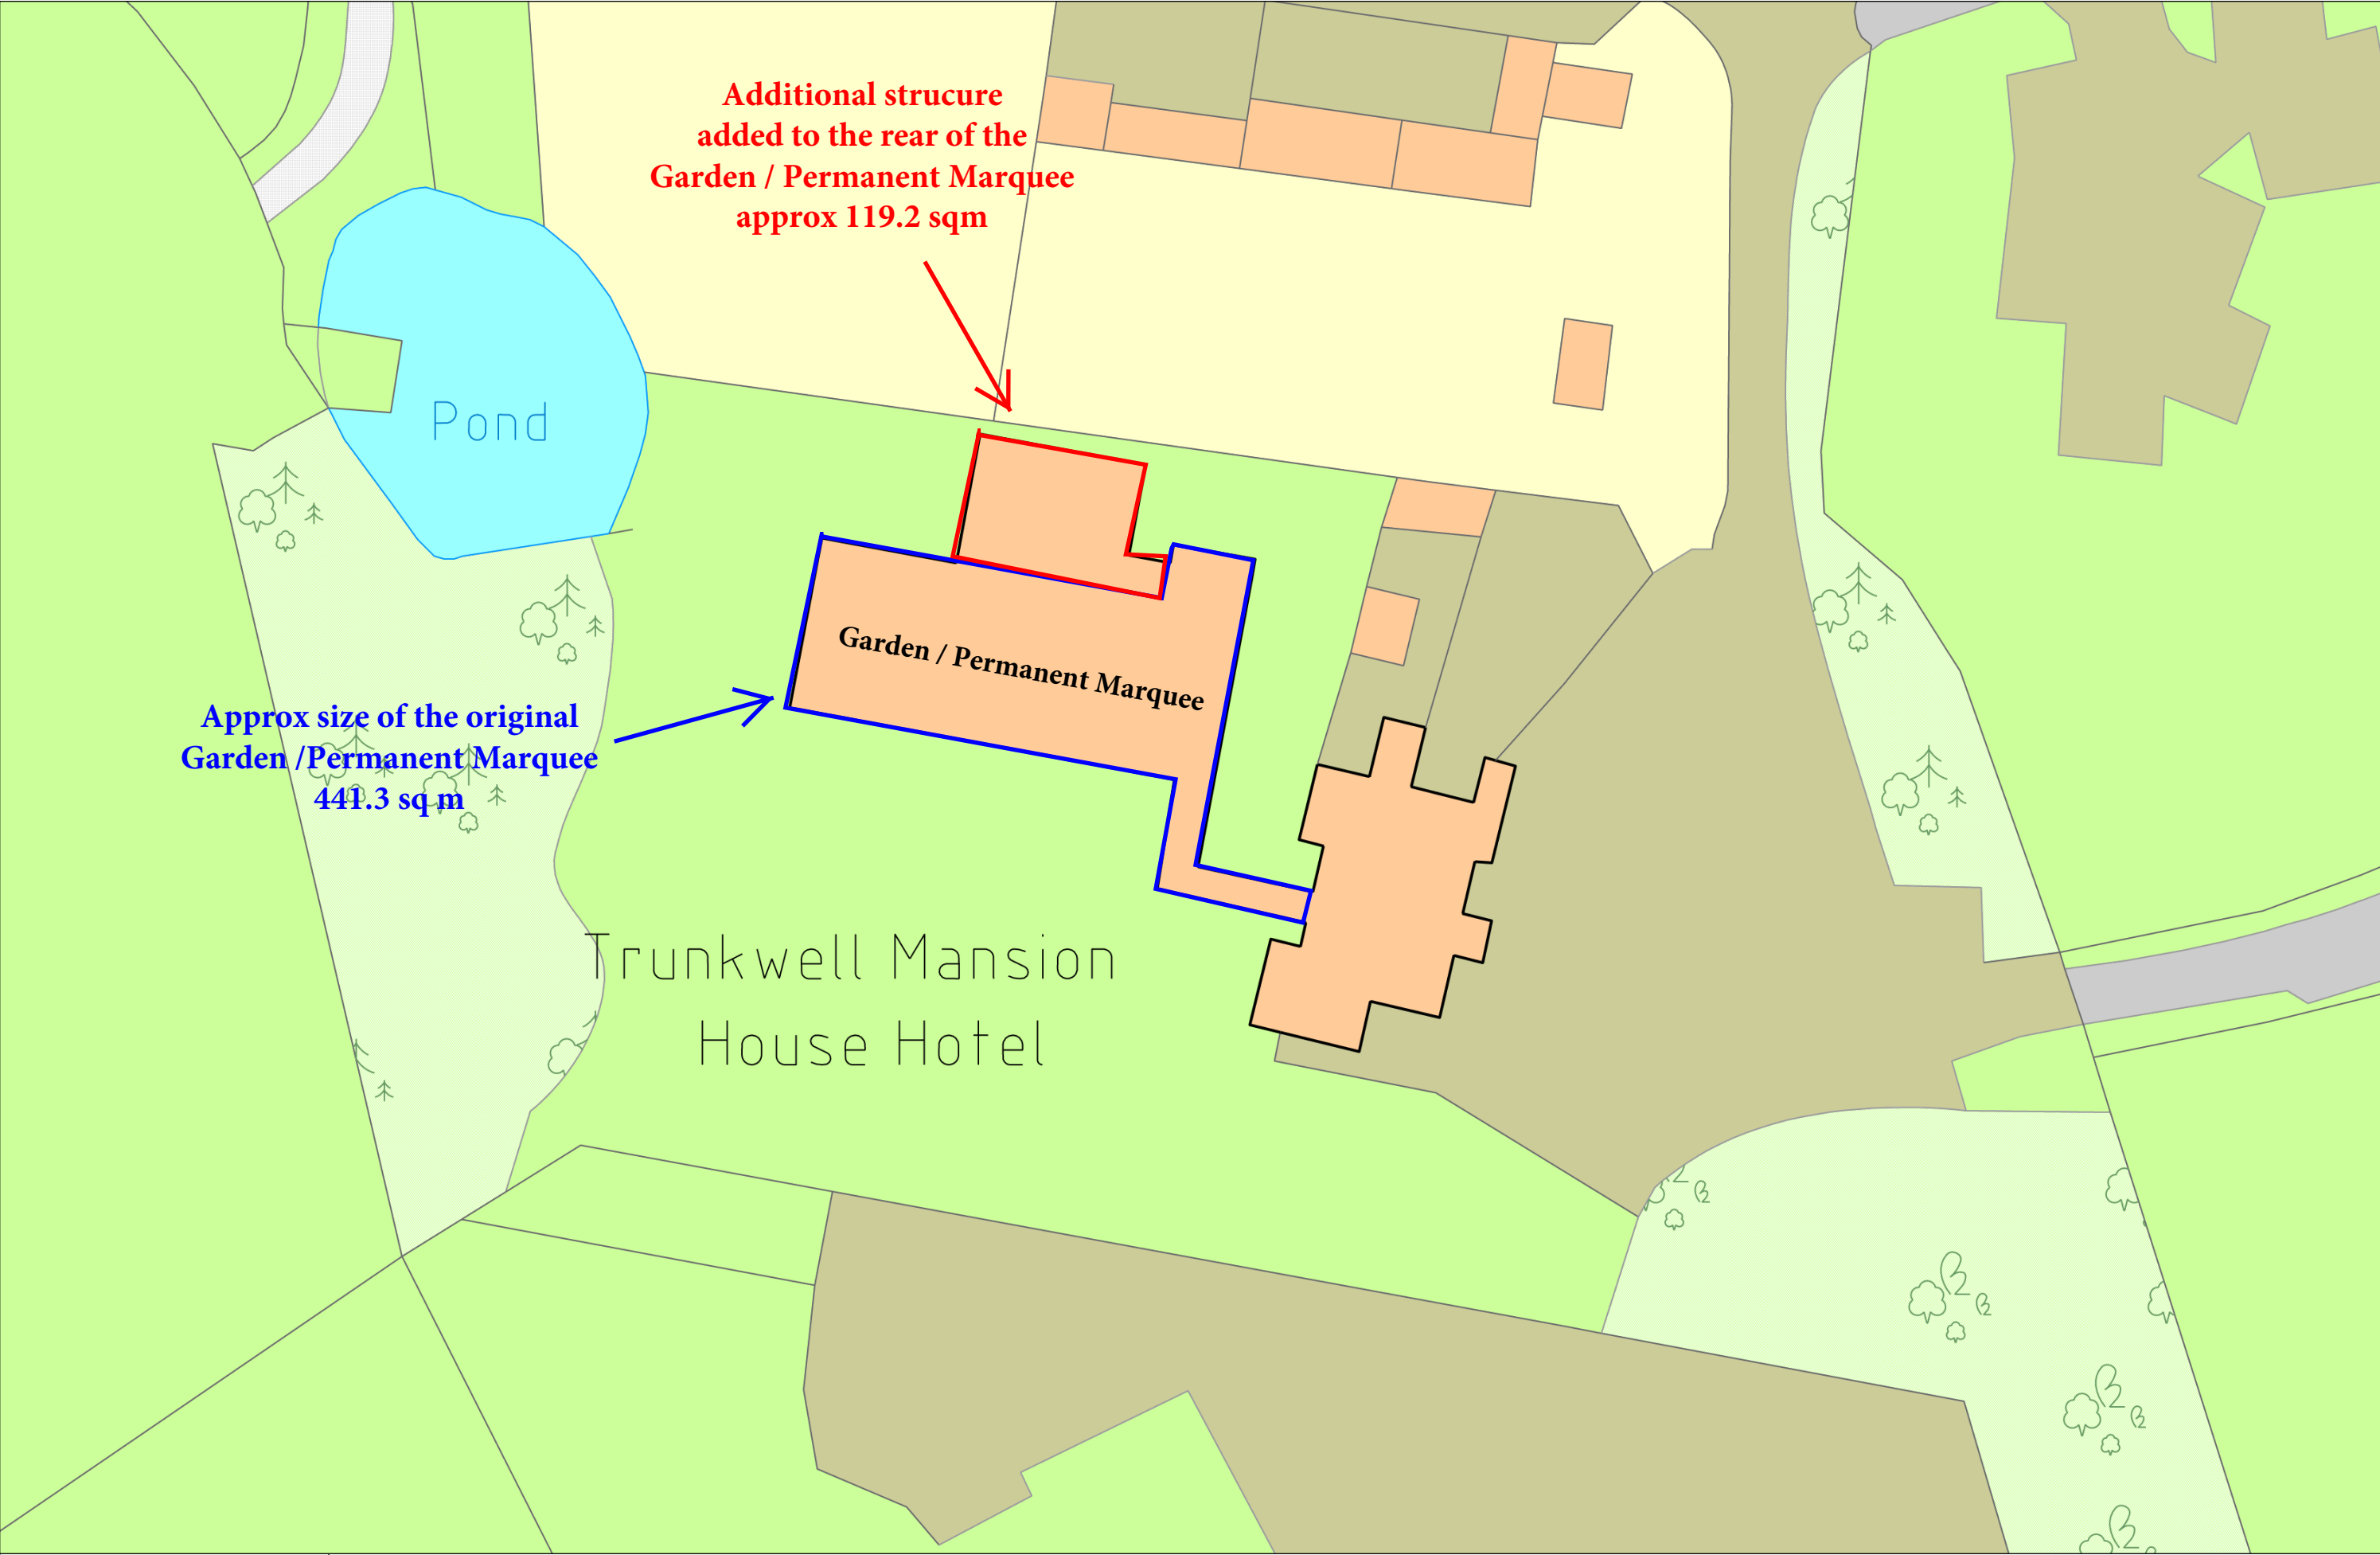 Additional strucure
added to the rear of the
Garden / Permanent Marquee
approx 119.2 sqm
Pond
Garden / Permanent Marquee
Approx size of the original
Garden /Permanent Marquee
441.3 sq m
Trunkwell Mansion
House Hotel